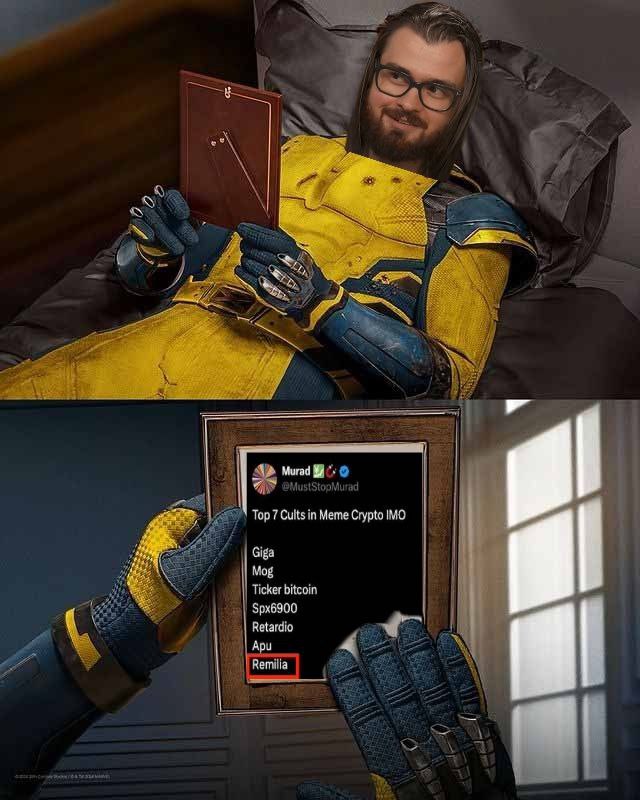 Murad
@MustStopMurad
Top 7 Cults in Meme Crypto IMO
Giga
Mog
Ticker bitcoin
Spx6900
Retardio
Apu
Remilia